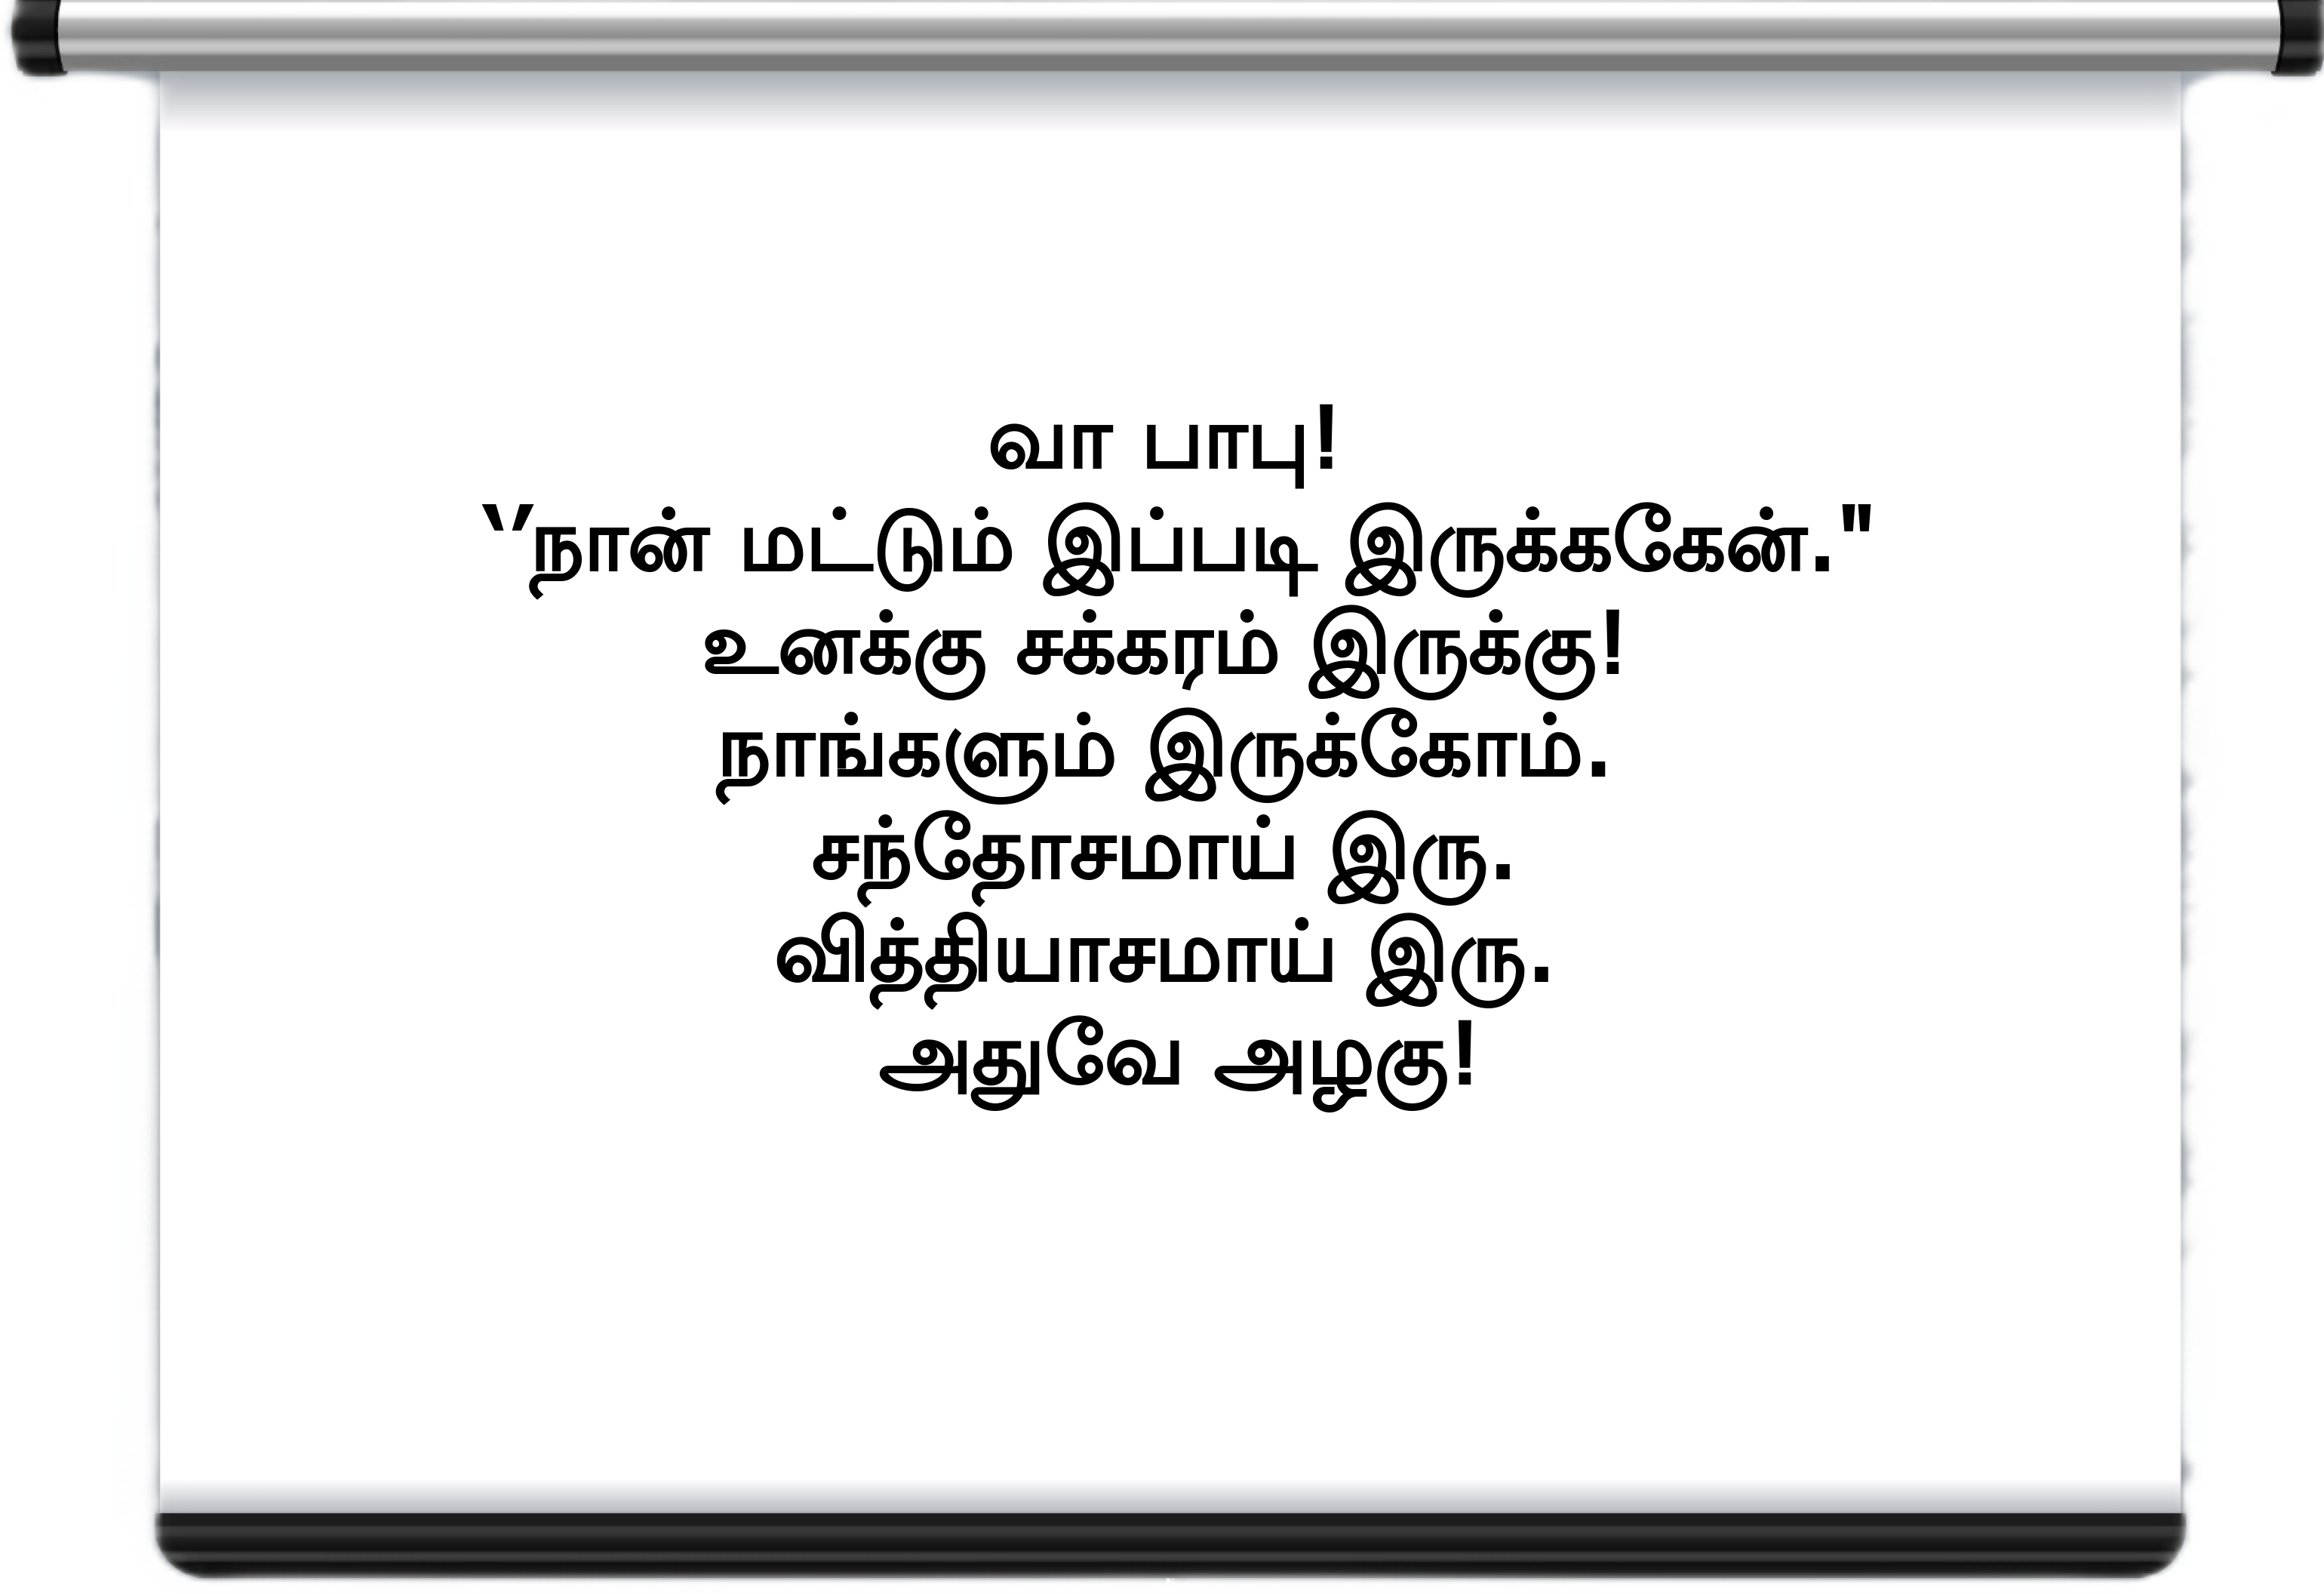 வா பாபு!
‘’நான் மட்டும் இப்படி இருக்ககேன்."
உனக்கு சக்கரம் இருக்கு!
நாங்களும் இருக்கோம்.
சந்தோசமாய் இரு.
வித்தியாசமாய் இரு.
அதுவே அழகு!